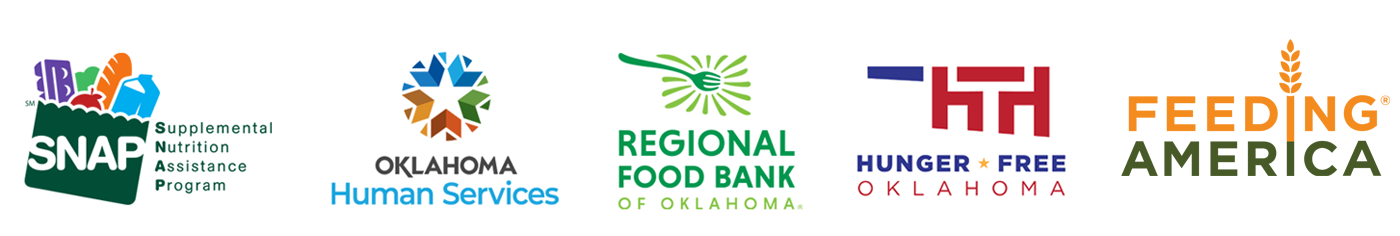 SM
SNAP
Supplemental
Nutrition
Assistance
Program
OKLAHOMA
Human Services
REGIONAL
FOOD BANK
OF OKLAHOMA®
HUNGER ★ FREE
OKLAHOMA
FEEDING®
AMERICA